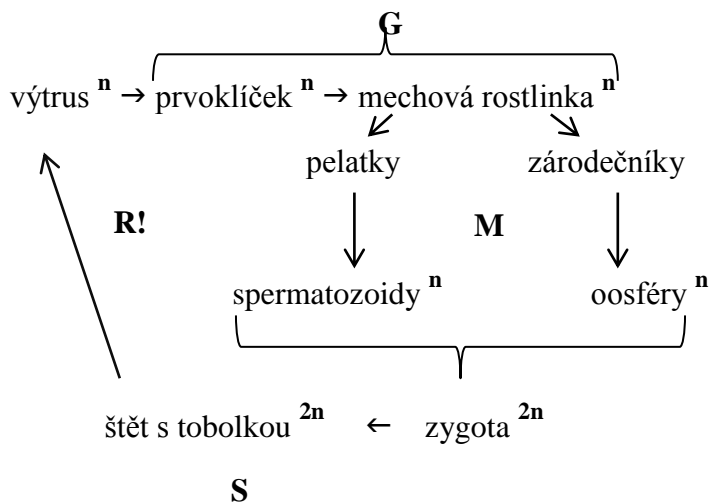 G
výtrus n → prvoklíček n → mechová rostlinka n
pelatky zárodečníky
R! M
spermatozoidy n oosféry n
štět s tobolkou 2n ← zygota 2n
S